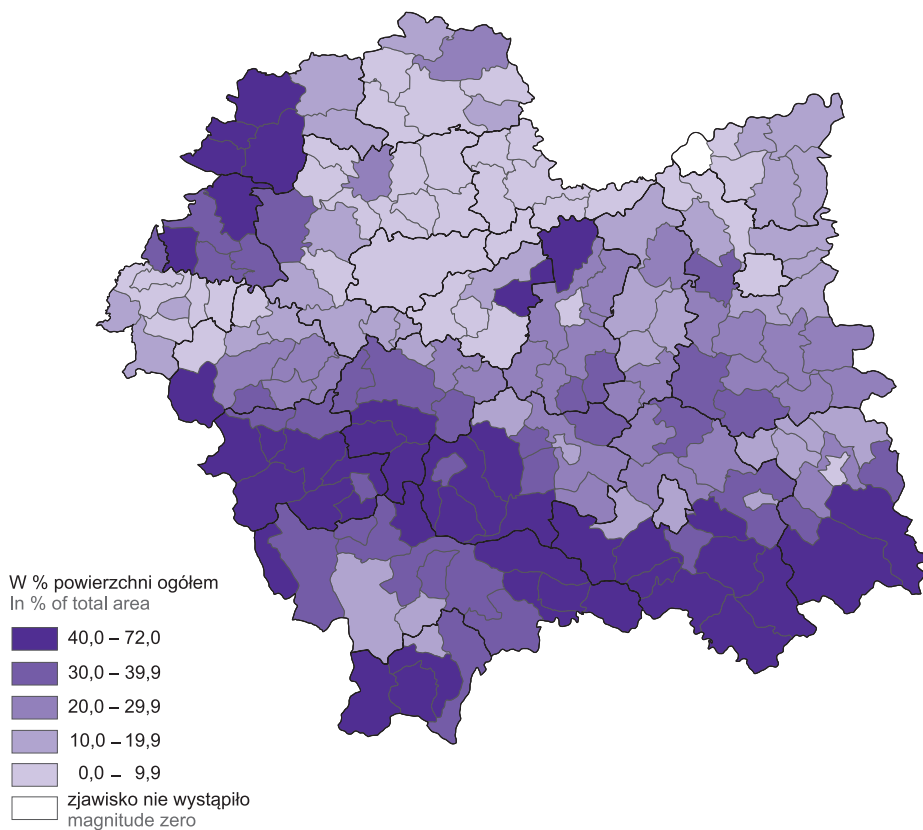 W % powierzchni ogółem
In % of total area
40,0 – 72,0
30,0 – 39,9
20,0 – 29,9
10,0 – 19,9
0,0 – 9,9
zjawisko nie wystąpiło
magnitude zero